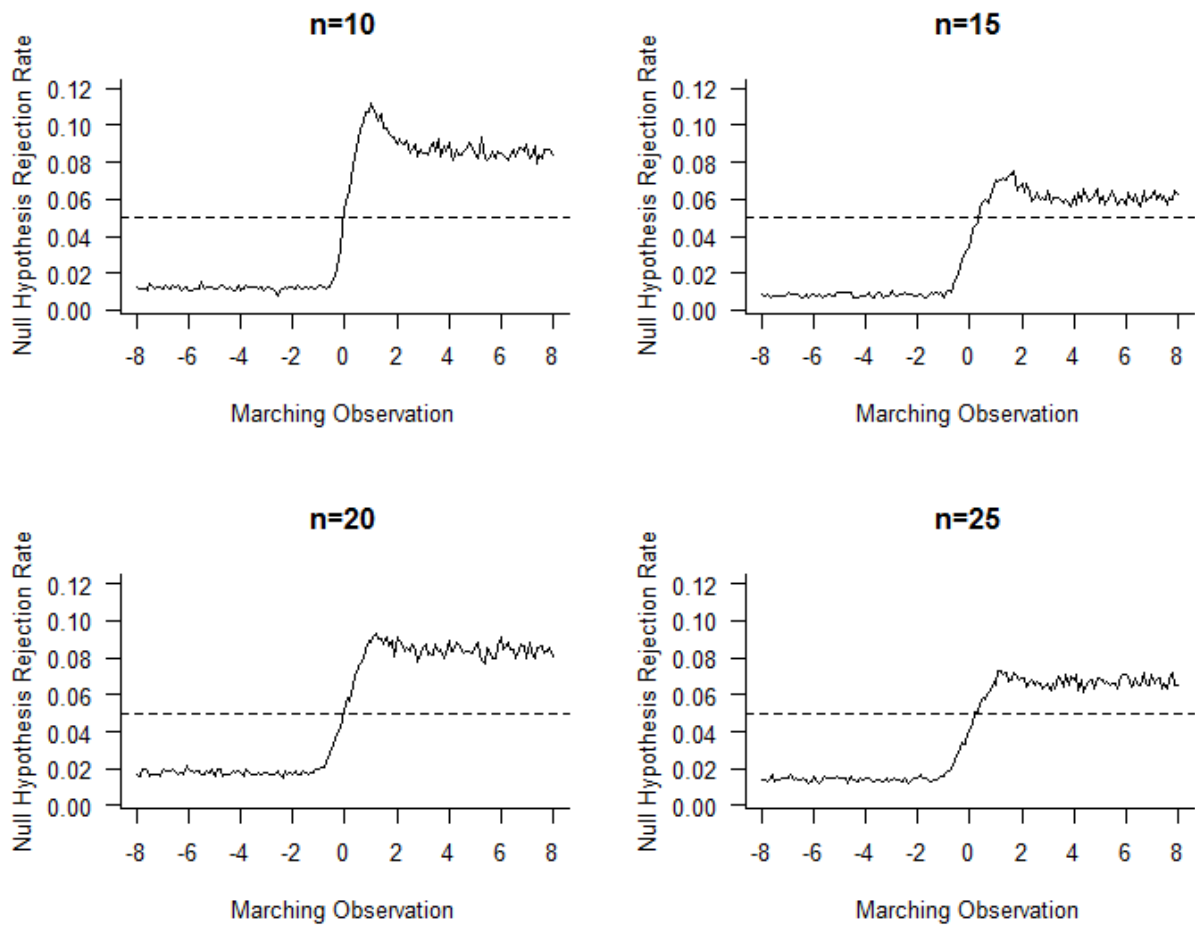 n=10
Null Hypothesis Rejection Rate
0.12
0.10
0.08
0.06
0.04
0.02
0.00
-8 -6 -4 -2 0 2 4 6 8
Marching Observation
n=15
Null Hypothesis Rejection Rate
0.12
0.10
0.08
0.06
0.04
0.02
0.00
-8 -6 -4 -2 0 2 4 6 8
Marching Observation
n=20
Null Hypothesis Rejection Rate
0.12
0.10
0.08
0.06
0.04
0.02
0.00
-8 -6 -4 -2 0 2 4 6 8
Marching Observation
n=25
Null Hypothesis Rejection Rate
0.12
0.10
0.08
0.06
0.04
0.02
0.00
-8 -6 -4 -2 0 2 4 6 8
Marching Observation